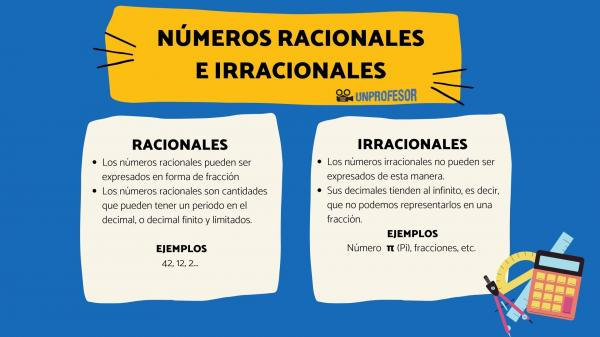 NÚMEROS RACIONALES
E IRRACIONALES
UNPROFESOR
RACIONALES
• Los números racionales pueden ser
expresados en forma de fracción
• Los números racionales son cantidades
que pueden tener un periodo en el
decimal, o decimal finito y limitados.
EJEMPLOS
42, 12, 2...
IRRACIONALES
• Los números irracionales no pueden ser
expresados de esta manera.
• Sus decimales tienden al infinito, es decir,
que no podemos representarlos en una
fracción.
EJEMPLOS
Número π (Pi), fracciones, etc.